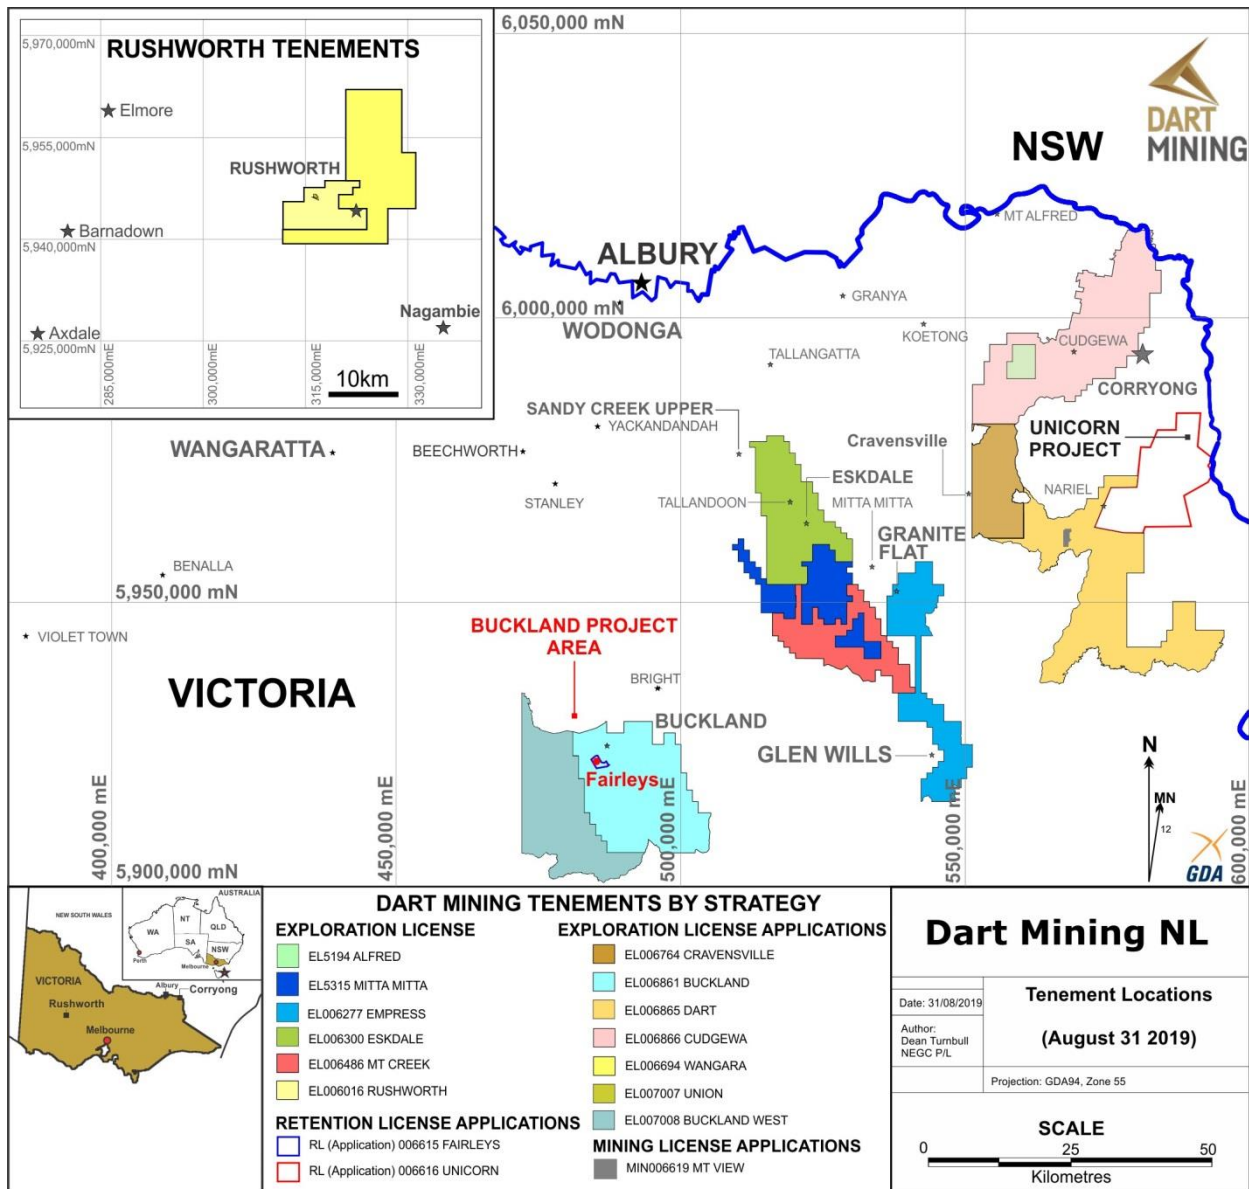 RUSHWORTH TENEMENTS
5,970,000mN
Elmore
5,955,000mN
RUSHWORTH
Barnadown
5,940,000mN
Nagambie
Axdale
5,925,000mN
285,000mE
300,000mE
315,000mE
330,000mE
10km
6,050,000 mN
DART
MINING
NSW
MT ALFRED
ALBURY
GRANYA
6,000,000 mN
WODONGA
KOETONG
CUDGEWA
TALLANGATTA
CORRYONG
SANDY CREEK UPPER
YACKANDANDAH
UNICORN
PROJECT
WANGARATTA
BEECHWORTH
Cravensville
ESKDALE
STANLEY
TALLANDOON
MITTA MITTA
NARIEL
GRANITE
FLAT
BENALLA
5,950,000 mN
VIOLET TOWN
BUCKLAND PROJECT
AREA
BRIGHT
VICTORIA
BUCKLAND
GLEN WILLS
Fairleys
N
MN
12
GDA
400,000 mE
450,000 mE
500,000 mE
550,000 mE
600,000 mE
5,900,000 mN
NEW SOUTH WALES
AUSTRALIA
WA
NT
QLD
SA
NSW
Perth
Melbourne
VICTORIA
Albury
Corryong
Rushworth
Melbourne
DART MINING TENEMENTS BY STRATEGY
EXPLORATION LICENSE
EL5194 ALFRED
EL5315 MITTA MITTA
EL006277 EMPRESS
EL006300 ESKDALE
EL006486 MT CREEK
EL006016 RUSHWORTH
RETENTION LICENSE APPLICATIONS
RL (Application) 006615 FAIRLEYS
RL (Application) 006616 UNICORN
EXPLORATION LICENSE APPLICATIONS
EL006764 CRAVENSVILLE
EL006861 BUCKLAND
EL006865 DART
EL006866 CUDGEWA
EL006694 WANGARA
EL007007 UNION
EL007008 BUCKLAND WEST
MINING LICENSE APPLICATIONS
MIN006619 MT VIEW
Dart Mining NL
Date: 31/08/2019
Author:
Dean Turnbull
NEGC P/L
Tenement Locations
(August 31 2019)
Projection: GDA94, Zone 55
SCALE
0 25 50
Kilometres